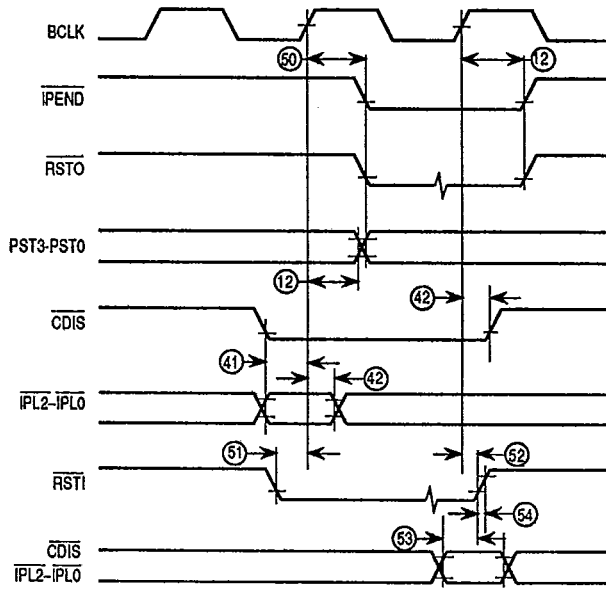 BCLK
50
12
IPEND
RSTO
PST3-PST0
12
42
CDIS
41
42
IPL2-IPL0
51
52
RSTI
54
53
CDIS
IPL2-IPL0